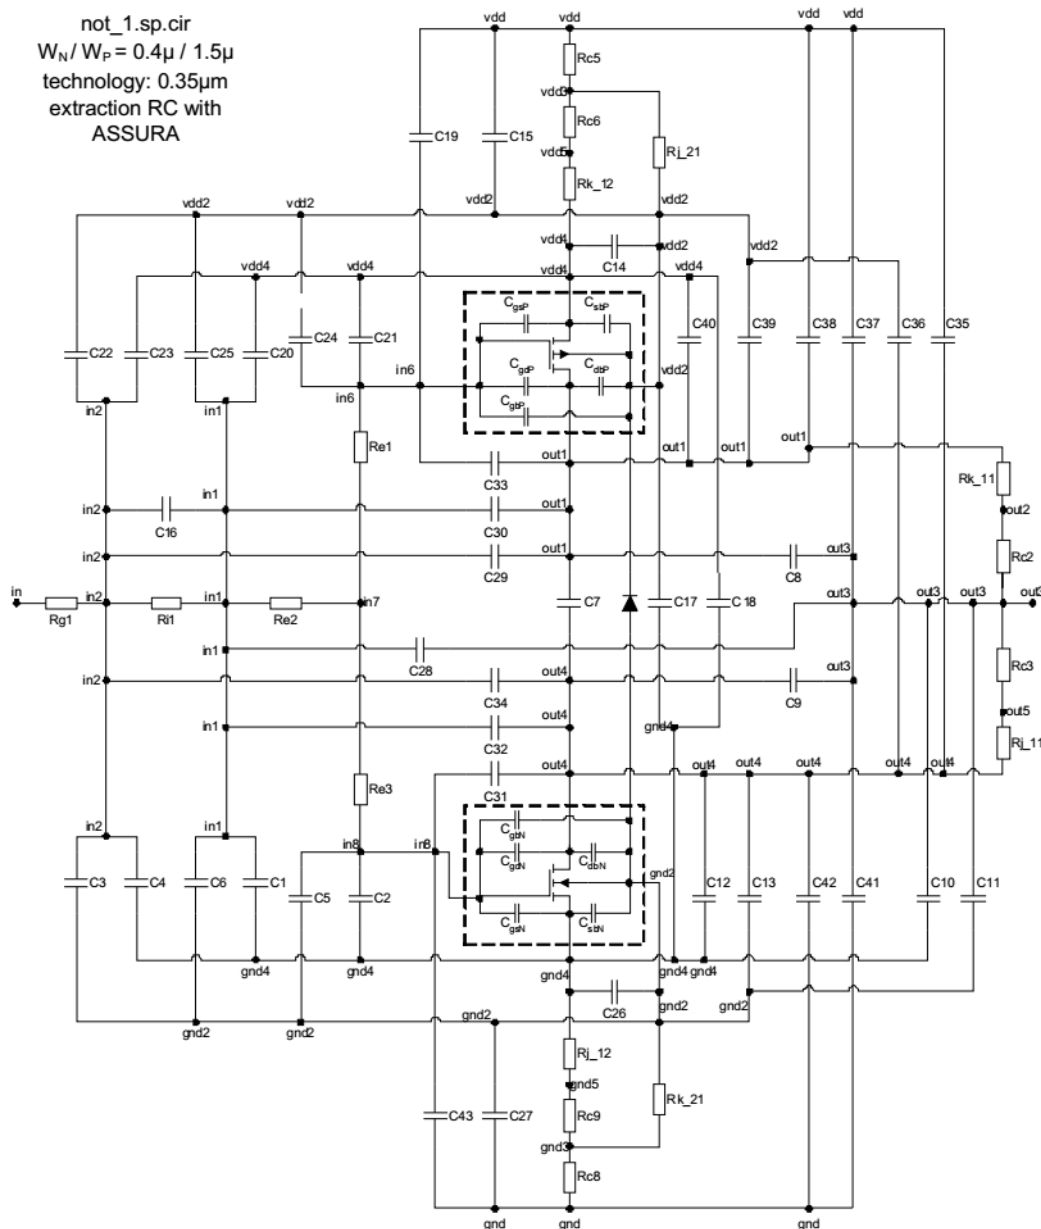 not_1.sp.cir
W_N / W_P = 0.4µ / 1.5µ
technology: 0.35µm
extraction RC with
ASSURA
vdd vdd vdd vdd
Rc5
vdd3
C19 C15 Rc6 Rj_21
vdd5
Rk_12
vdd2 vdd2 vdd2 vdd2
vdd4 vdd2 vdd2
C14
vdd4 vdd4 vdd4 vdd4
C_gsP C_sbP
C22 C23 C25 C20 C24 C21 C40 C39 C38 C37 C36 C35
C_gdP C_dbP vdd2
in6 in6
in2 in1
C_gbP
Re1
out1 out1 out1 out1
C33
Rk_11
in2 in1 out1 out2
C16 C30
in2 out1 out3 Rc2
C29 C8
in in2 in1 in7 out3 out3 out3 out3
Rg1 Ri1 Re2 C7 C17 C18
in1
C28
in2 out4 out3 Rc3
C34 C9
in1 out4 gnd4 out5
C32 Rj_11
out4 out4 out4 out4 out4 out4
Re3 C31
in2 in1 in8 in8
C_gbN
C_gdN C_dbN gnd2
C3 C4 C6 C1 C5 C2 C12 C13 C42 C41 C10 C11
C_gsN C_sbN
gnd4 gnd4 gnd4 gnd4 gnd4
C26 gnd2 gnd2
gnd2 gnd2 gnd2
Rj_12
gnd5
Rk_21
C43 C27 Rc9
gnd3
Rc8
gnd gnd gnd